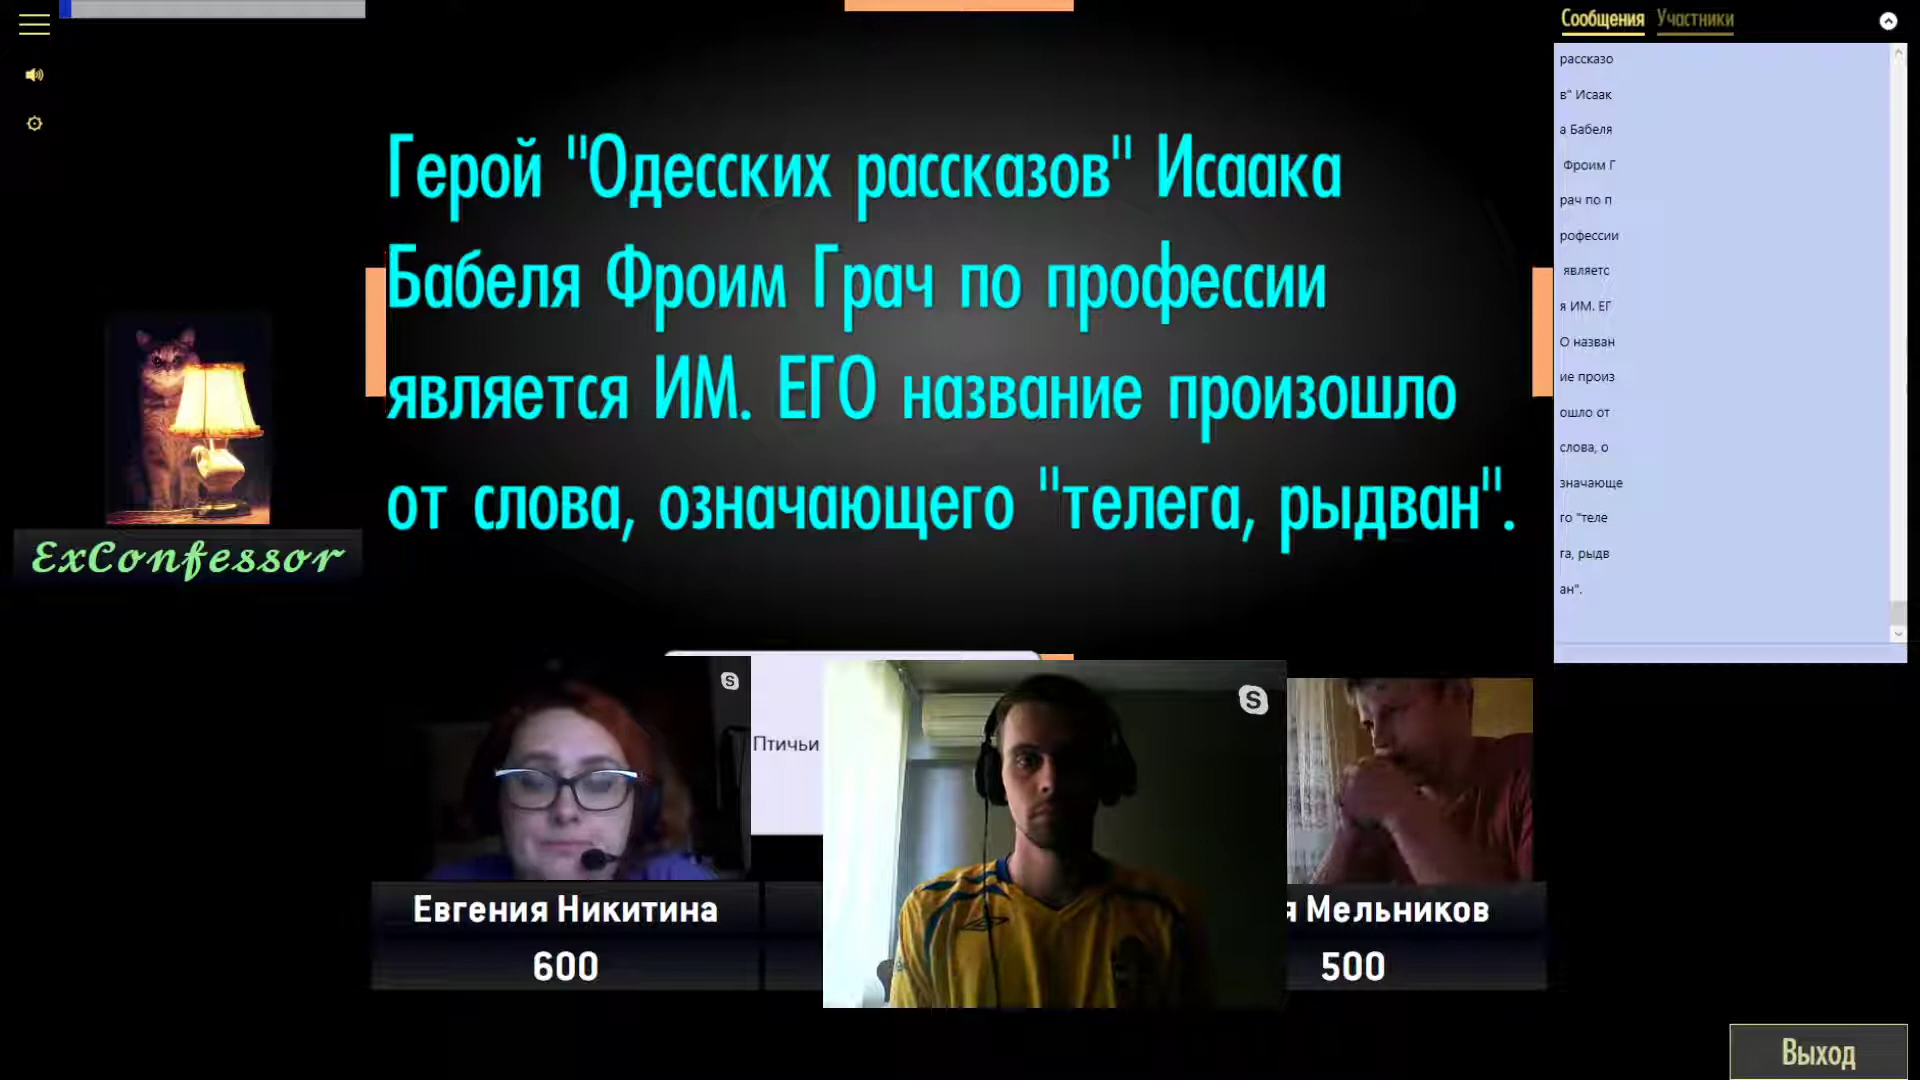 Сообщения Участники
Герой "Одесских рассказов" Исаака
Бабеля Фроим Грач по профессии
является ИМ. ЕГО название произошло
от слова, означающего "телега, рыдван".
рассказо
в" Исаак
а Бабеля
Фроим Г
рач по п
рофессии
являетс
я ИМ. ЕГ
О назван
ие произ
ошло от
слова, о
значающе
го "теле
га, рыдв
ан".
ExConfessor
Птичьи
Евгения Никитина
600
я Мельников
500
Выход